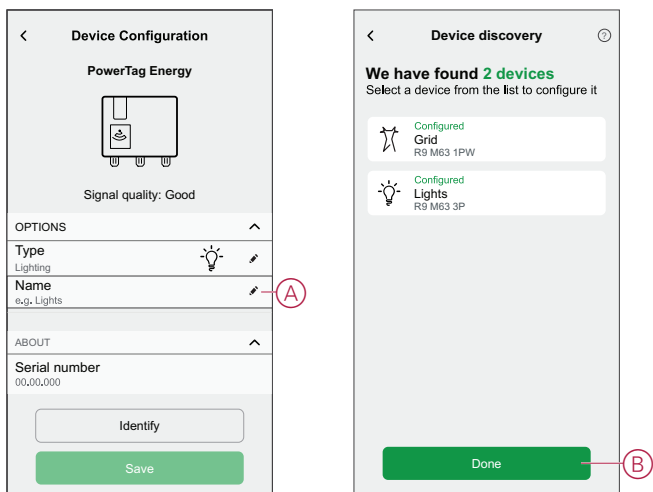 Device Configuration
PowerTag Energy
Signal quality: Good
OPTIONS
Type
Lighting
Name
e.g. Lights
A
ABOUT
Serial number
00.00.000
Identify
Save
Device discovery
?
We have found 2 devices
Select a device from the list to configure it
Configured
Grid
R9 M63 1PW
Configured
Lights
R9 M63 3P
Done
B